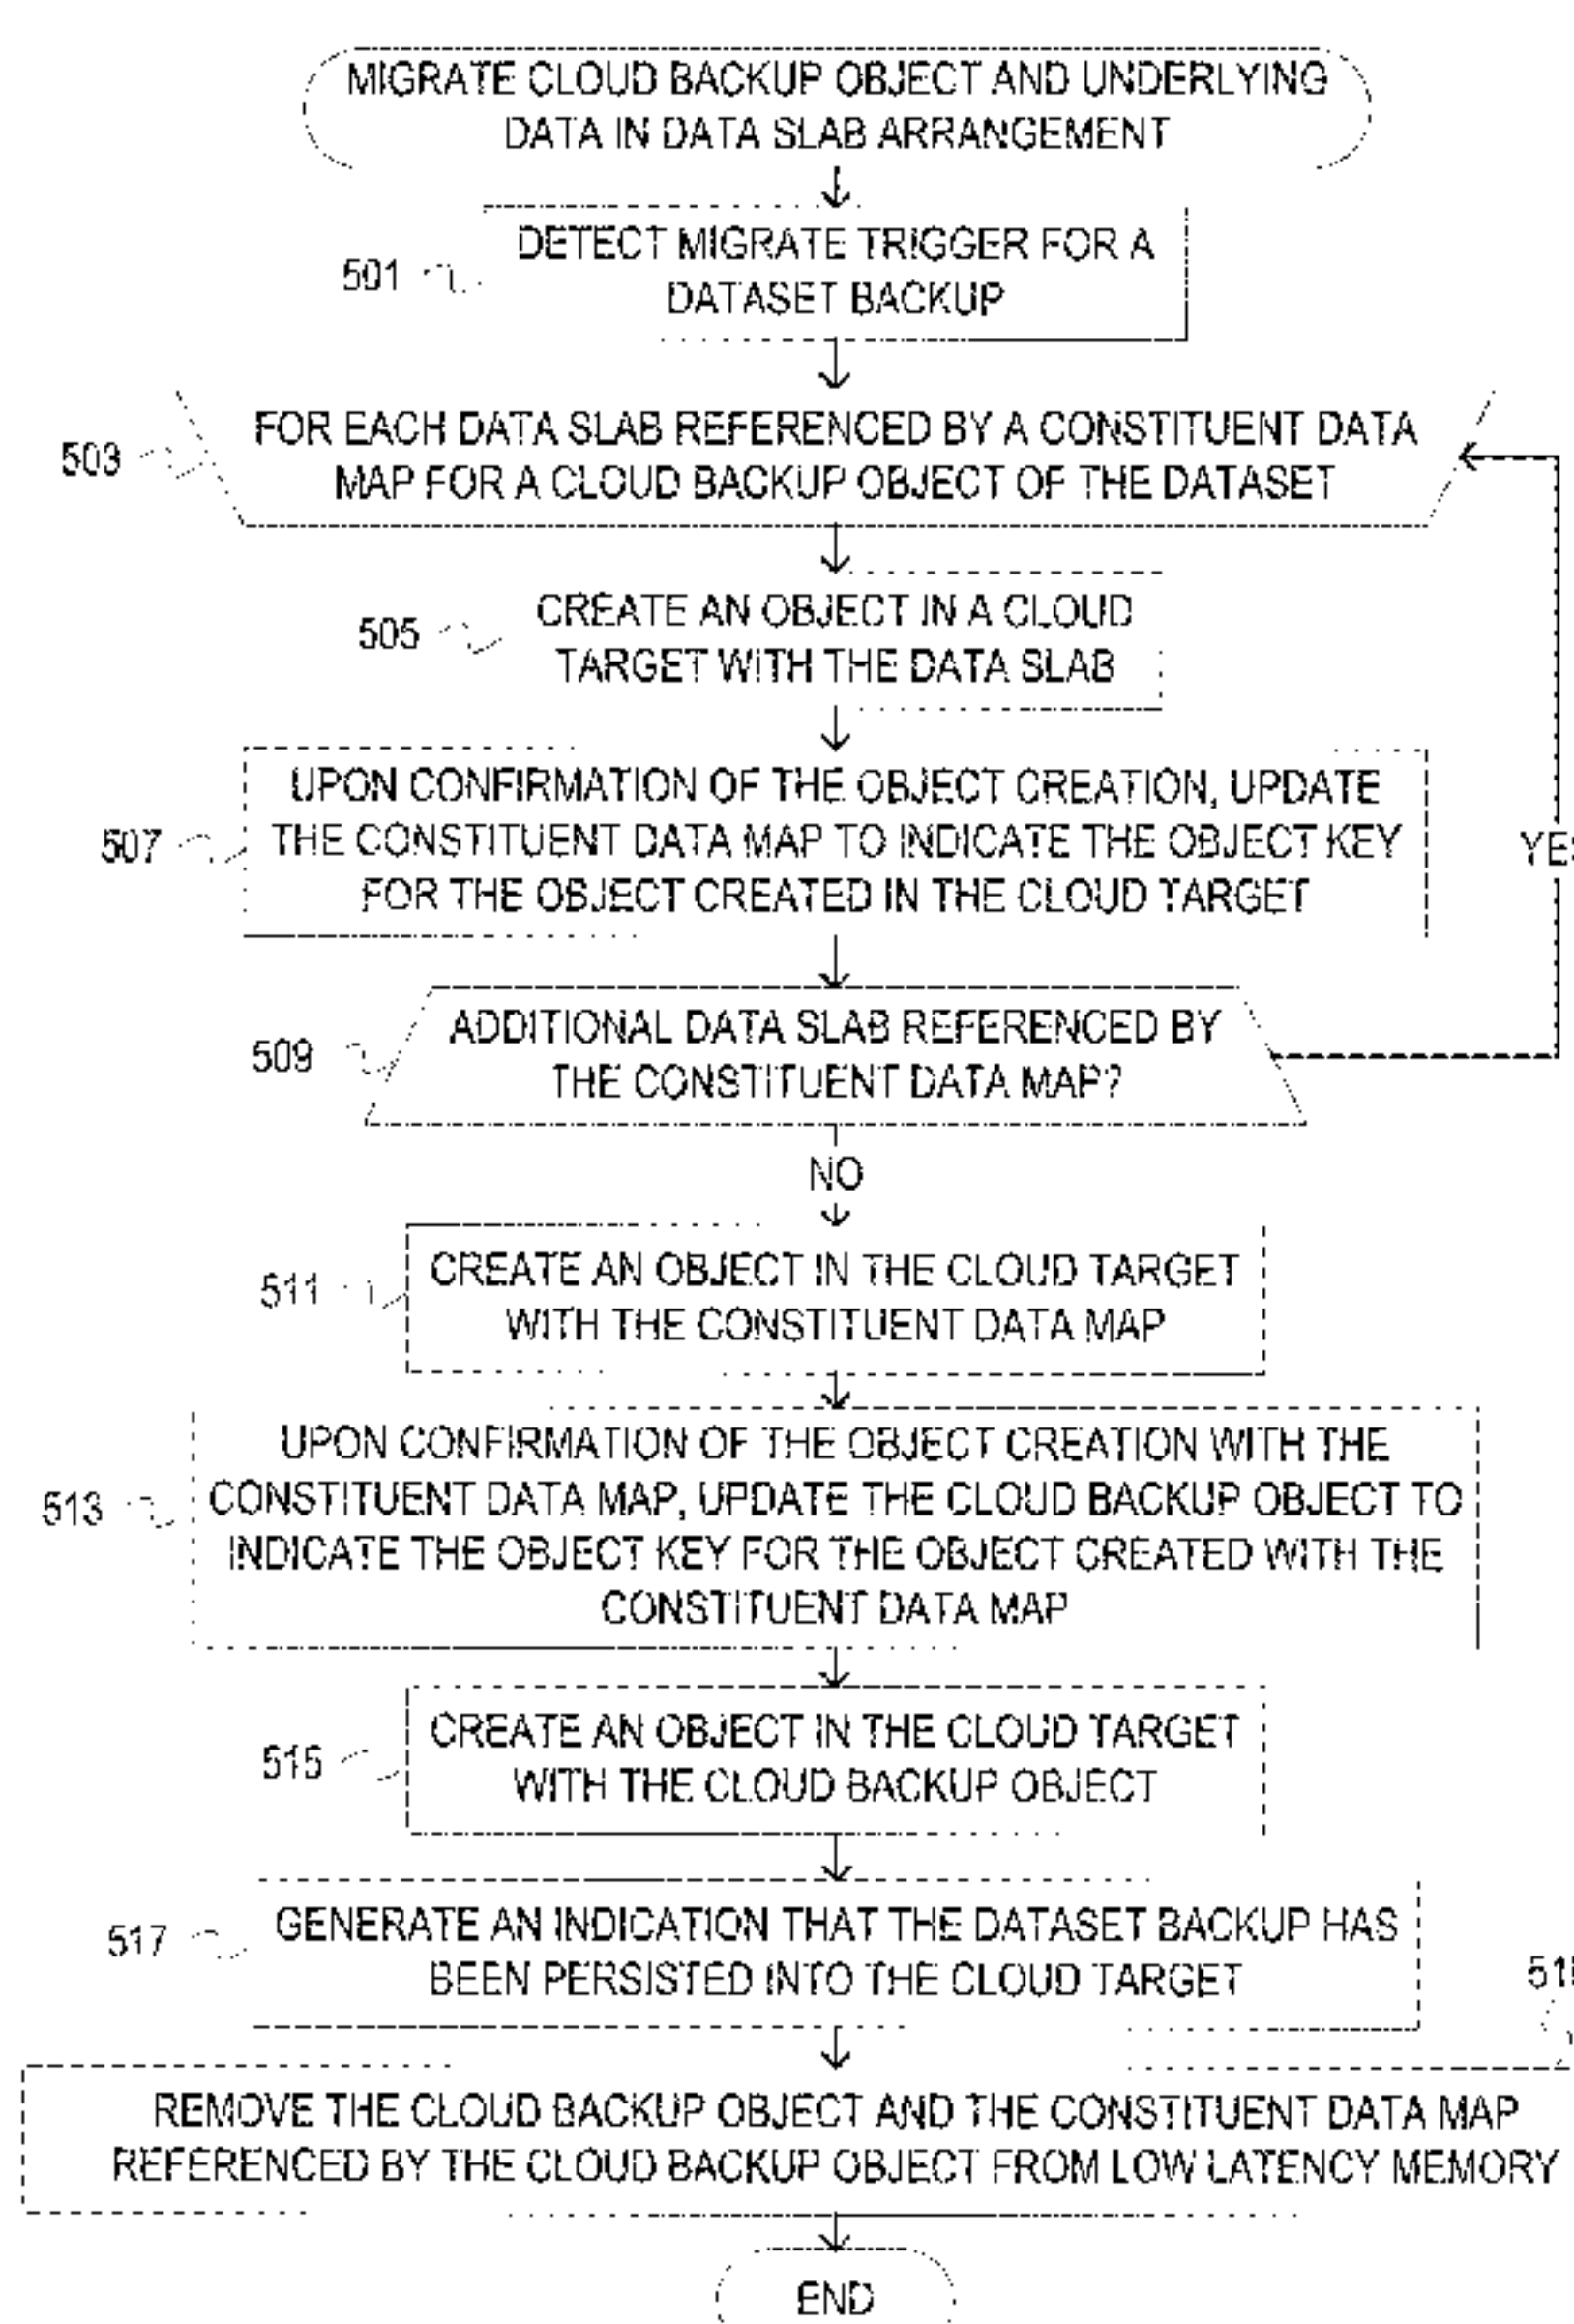 MIGRATE CLOUD BACKUP OBJECT AND UNDERLYING
DATA IN DATA SLAB ARRANGEMENT
501
DETECT MIGRATE TRIGGER FOR A
DATASET BACKUP
503
FOR EACH DATA SLAB REFERENCED BY A CONSTITUENT DATA
MAP FOR A CLOUD BACKUP OBJECT OF THE DATASET
505
CREATE AN OBJECT IN A CLOUD
TARGET WITH THE DATA SLAB
507
UPON CONFIRMATION OF THE OBJECT CREATION, UPDATE
THE CONSTITUENT DATA MAP TO INDICATE THE OBJECT KEY
FOR THE OBJECT CREATED IN THE CLOUD TARGET
509
ADDITIONAL DATA SLAB REFERENCED BY
THE CONSTITUENT DATA MAP?
NO
511
CREATE AN OBJECT IN THE CLOUD TARGET
WITH THE CONSTITUENT DATA MAP
513
UPON CONFIRMATION OF THE OBJECT CREATION WITH THE
CONSTITUENT DATA MAP, UPDATE THE CLOUD BACKUP OBJECT TO
INDICATE THE OBJECT KEY FOR THE OBJECT CREATED WITH THE
CONSTITUENT DATA MAP
515
CREATE AN OBJECT IN THE CLOUD TARGET
WITH THE CLOUD BACKUP OBJECT
517
GENERATE AN INDICATION THAT THE DATASET BACKUP HAS
BEEN PERSISTED INTO THE CLOUD TARGET
REMOVE THE CLOUD BACKUP OBJECT AND THE CONSTITUENT DATA MAP
REFERENCED BY THE CLOUD BACKUP OBJECT FROM LOW LATENCY MEMORY
END